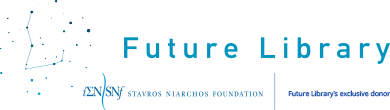 Future Library
ΙΣΝ/SNF STAVROS NIARCHOS FOUNDATION
Future Library's exclusive donor